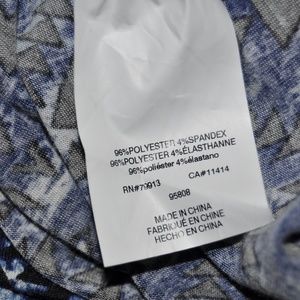 96%POLYESTER 4%SPANDEX
96%POLYESTER 4%ÉLASTHANNE
96%poliéster 4%elastano
RN#79913 CA#11414
95808
MADE IN CHINA
FABRIQUÉ EN CHINE
HECHO EN CHINA